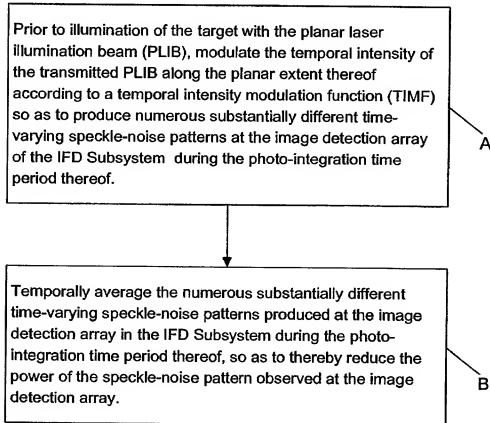 Prior to illumination of the target with the planar laser
illumination beam (PLIB), modulate the temporal intensity of
the transmitted PLIB along the planar extent thereof
according to a temporal intensity modulation function (TIMF)
so as to produce numerous substantially different time-
varying speckle-noise patterns at the image detection array
of the IFD Subsystem during the photo-integration time
period thereof.
A
Temporally average the numerous substantially different
time-varying speckle-noise patterns produced at the image
detection array in the IFD Subsystem during the photo-
integration time period thereof, so as to thereby reduce the
power of the speckle-noise pattern observed at the image
detection array.
B